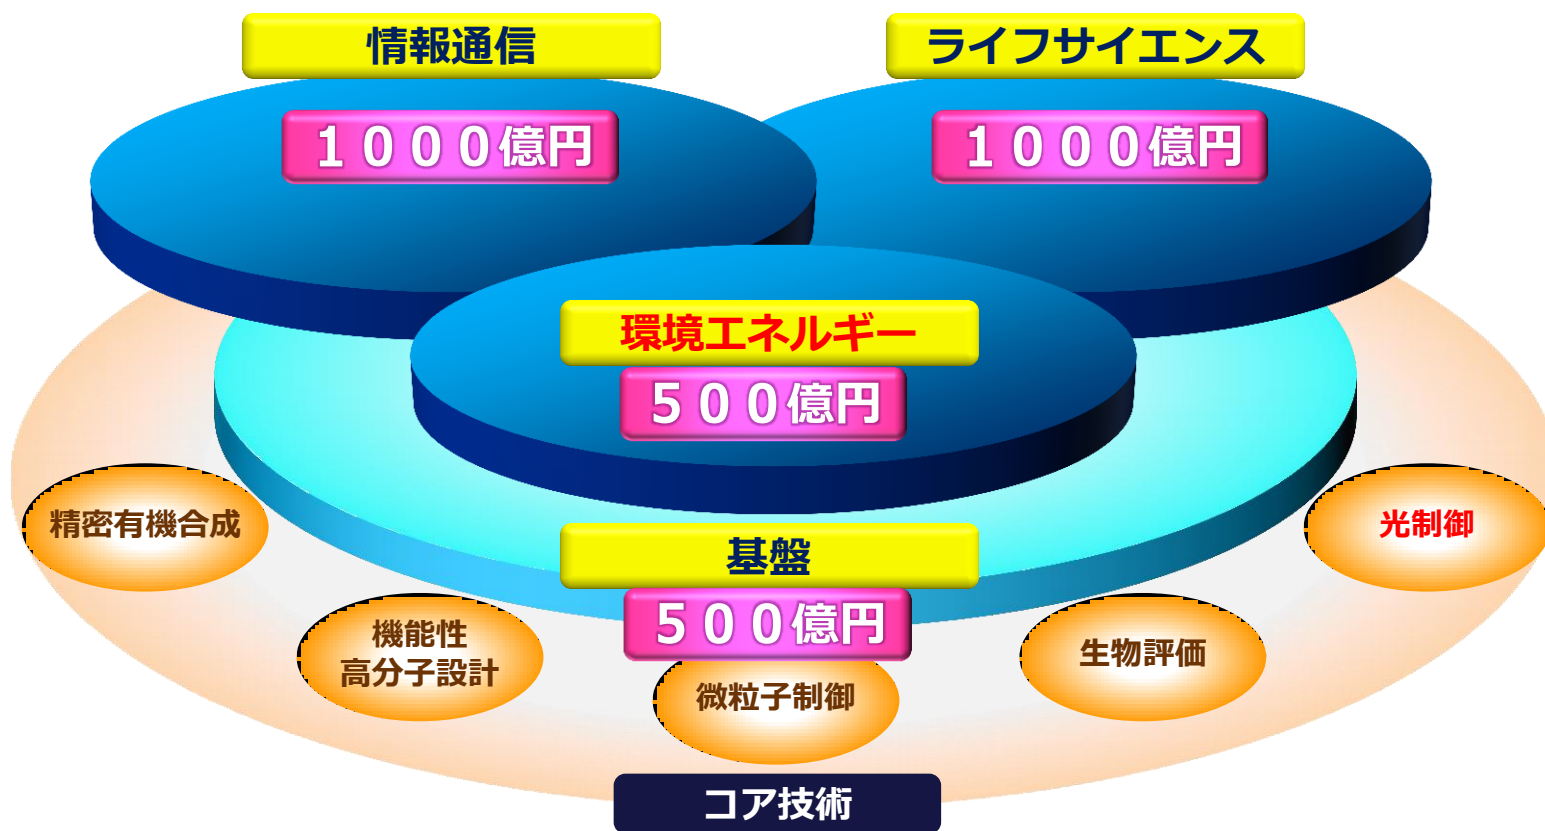 情報通信
ライフサイエンス
１０００億円
１０００億円
環境エネルギー
５００億円
精密有機合成
光制御
基盤
５００億円
機能性
高分子設計
生物評価
微粒子制御
コア技術